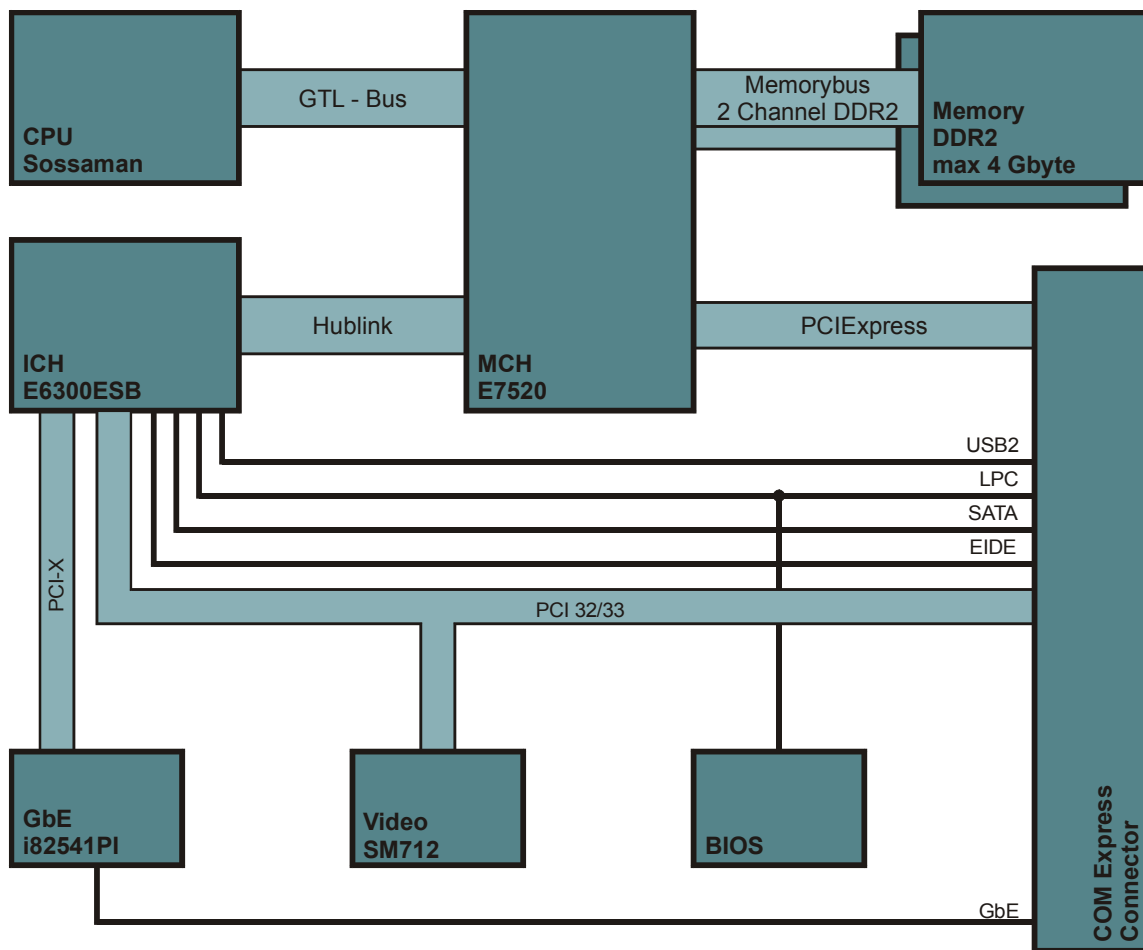 CPU
Sossaman
GTL - Bus
Memorybus
2 Channel DDR2
Memory
DDR2
max 4 Gbyte
ICH
E6300ESB
Hublink
MCH
E7520
PCIExpress
USB2
LPC
SATA
EIDE
PCI-X
PCI 32/33
GbE
i82541PI
Video
SM712
BIOS
GbE
COM Express
Connector